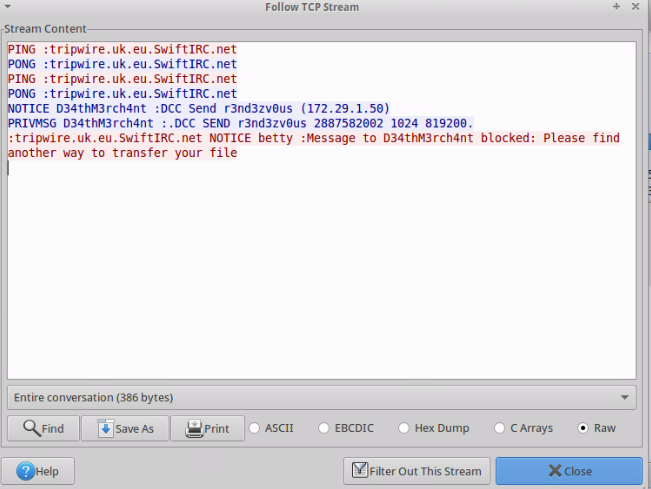 Follow TCP Stream
Stream Content
PING :tripwire.uk.eu.SwiftIRC.net
PONG :tripwire.uk.eu.SwiftIRC.net
PING :tripwire.uk.eu.SwiftIRC.net
PONG :tripwire.uk.eu.SwiftIRC.net
NOTICE D34thM3rch4nt :DCC Send r3nd3zv0us (172.29.1.50)
PRIVMSG D34thM3rch4nt :.DCC SEND r3nd3zv0us 2887582002 1024 819200.
:tripwire.uk.eu.SwiftIRC.net NOTICE betty :Message to D34thM3rch4nt blocked: Please find
another way to transfer your file
Entire conversation (386 bytes)
Find Save As Print ASCII EBCDIC Hex Dump C Arrays Raw
Help Filter Out This Stream Close